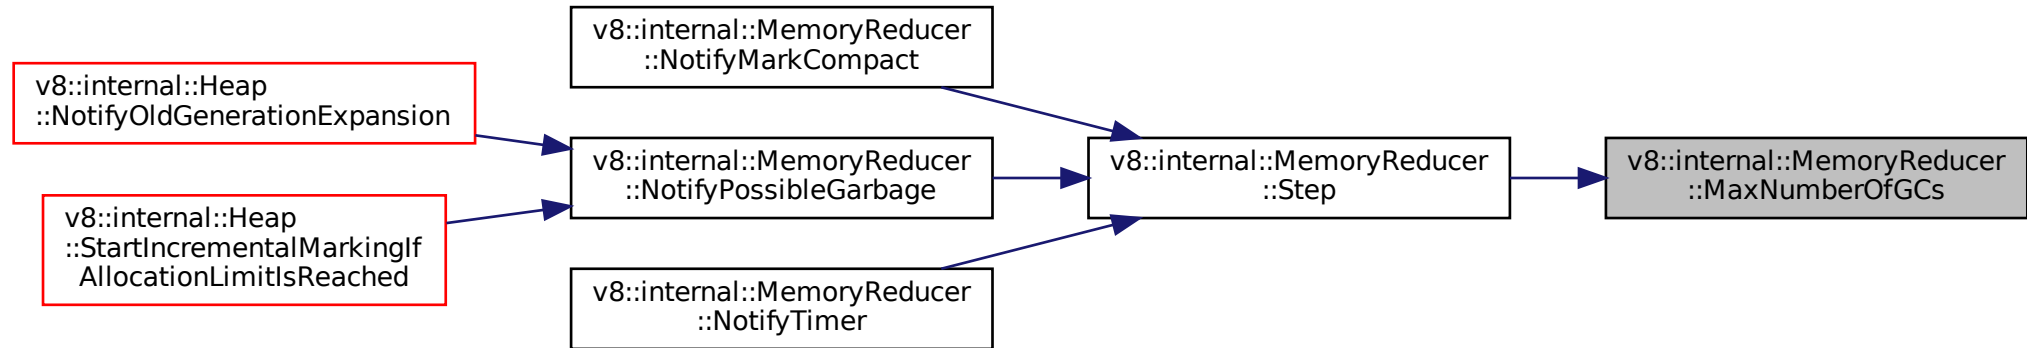 v8::internal::Heap
::NotifyOldGenerationExpansion
v8::internal::Heap
::StartIncrementalMarkingIf
AllocationLimitIsReached
v8::internal::MemoryReducer
::NotifyMarkCompact
v8::internal::MemoryReducer
::NotifyPossibleGarbage
v8::internal::MemoryReducer
::NotifyTimer
v8::internal::MemoryReducer
::Step
v8::internal::MemoryReducer
::MaxNumberOfGCs